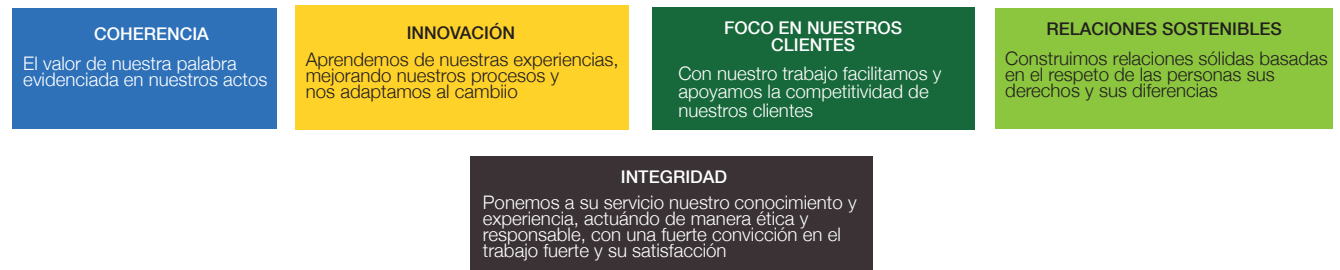 COHERENCIA
El valor de nuestra palabra
evidenciada en nuestros actos
INNOVACIÓN
Aprendemos de nuestras experiencias,
mejorando nuestros procesos y
nos adaptamos al cambiio
FOCO EN NUESTROS
CLIENTES
Con nuestro trabajo facilitamos y
apoyamos la competitividad de
nuestros clientes
RELACIONES SOSTENIBLES
Construimos relaciones sólidas basadas
en el respeto de las personas sus
derechos y sus diferencias
INTEGRIDAD
Ponemos a su servicio nuestro conocimiento y
experiencia, actuándo de manera ética y
responsable, con una fuerte convicción en el
trabajo fuerte y su satisfacción